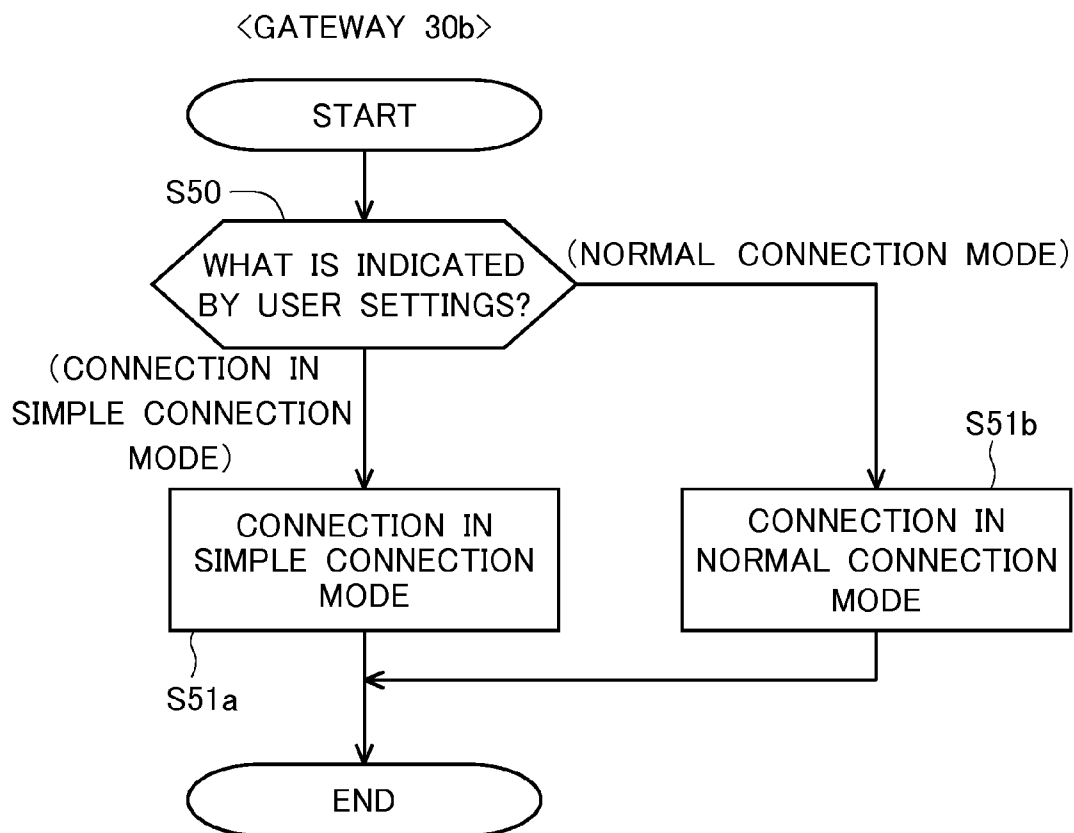 <GATEWAY 30b>
START
S50
WHAT IS INDICATED
BY USER SETTINGS?
(NORMAL CONNECTION MODE)
(CONNECTION IN
SIMPLE CONNECTION
MODE)
S51b
CONNECTION IN
SIMPLE CONNECTION
MODE
CONNECTION IN
NORMAL CONNECTION
MODE
S51a
END